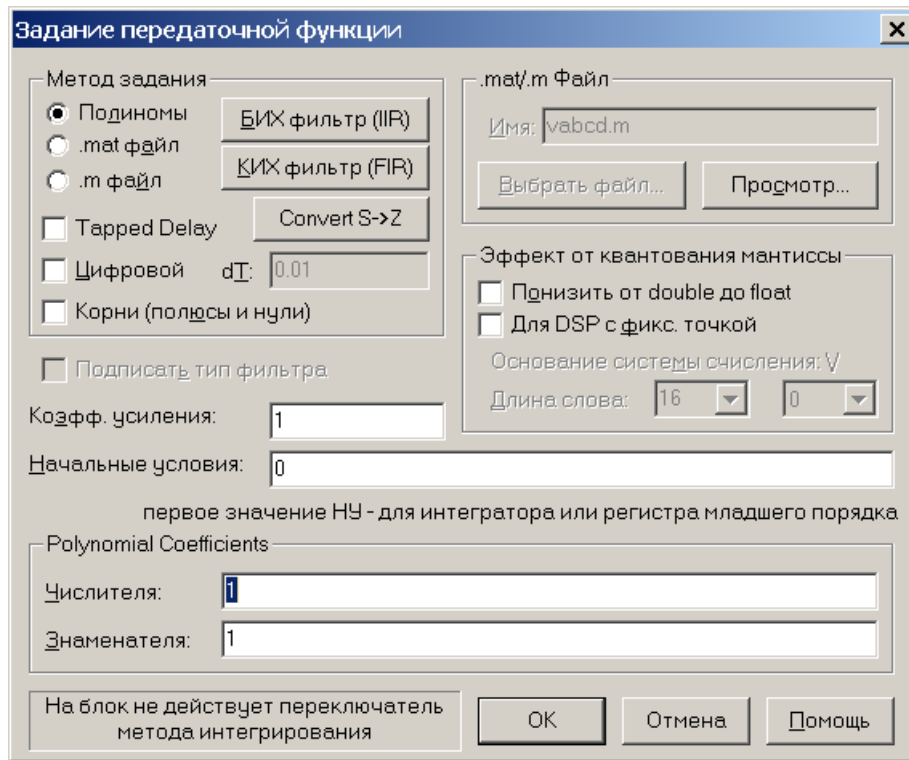 Задание передаточной функции
Метод задания
Полиномы
.mat файл
.m файл
БИХ фильтр (IIR)
КИХ фильтр (FIR)
Convert S->Z
Tapped Delay
Цифровой dT: 0.01
Корни (полюсы и нули)
.mat/.m Файл
Имя: vabcd.m
Выбрать файл...
Просмотр...
Эффект от квантования мантиссы
Понизить от double до float
Для DSP с фикс. точкой
Основание системы счисления: \/
Длина слова: 16 0
Подписать тип фильтра
Коэфф. усиления: 1
Начальные условия: 0
первое значение НУ - для интегратора или регистра младшего порядка
Polynomial Coefficients
Числителя: 1
Знаменателя: 1
На блок не действует переключатель
метода интегрирования
OK
Отмена
Помощь